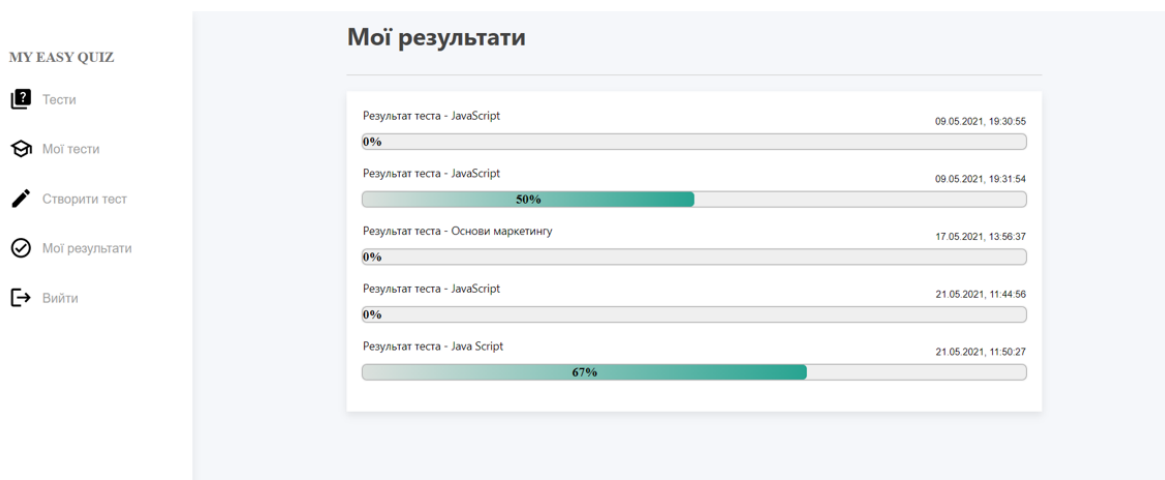 MY EASY QUIZ
Тести
Мої тести
Створити тест
Мої результати
Вийти
Мої результати
Результат теста - JavaScript
09.05.2021, 19:30:55
0%
Результат теста - JavaScript
09.05.2021, 19:31:54
50%
Результат теста - Основи маркетингу
17.05.2021, 13:56:37
0%
Результат теста - JavaScript
21.05.2021, 11:44:56
0%
Результат теста - Java Script
21.05.2021, 11:50:27
67%